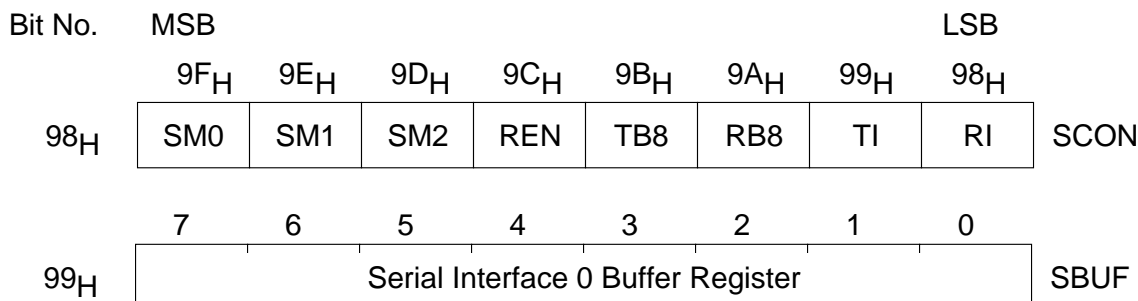 Bit No. MSB LSB
9FH 9EH 9DH 9CH 9BH 9AH 99H 98H
98H SM0 SM1 SM2 REN TB8 RB8 TI RI SCON
7 6 5 4 3 2 1 0
99H Serial Interface 0 Buffer Register SBUF